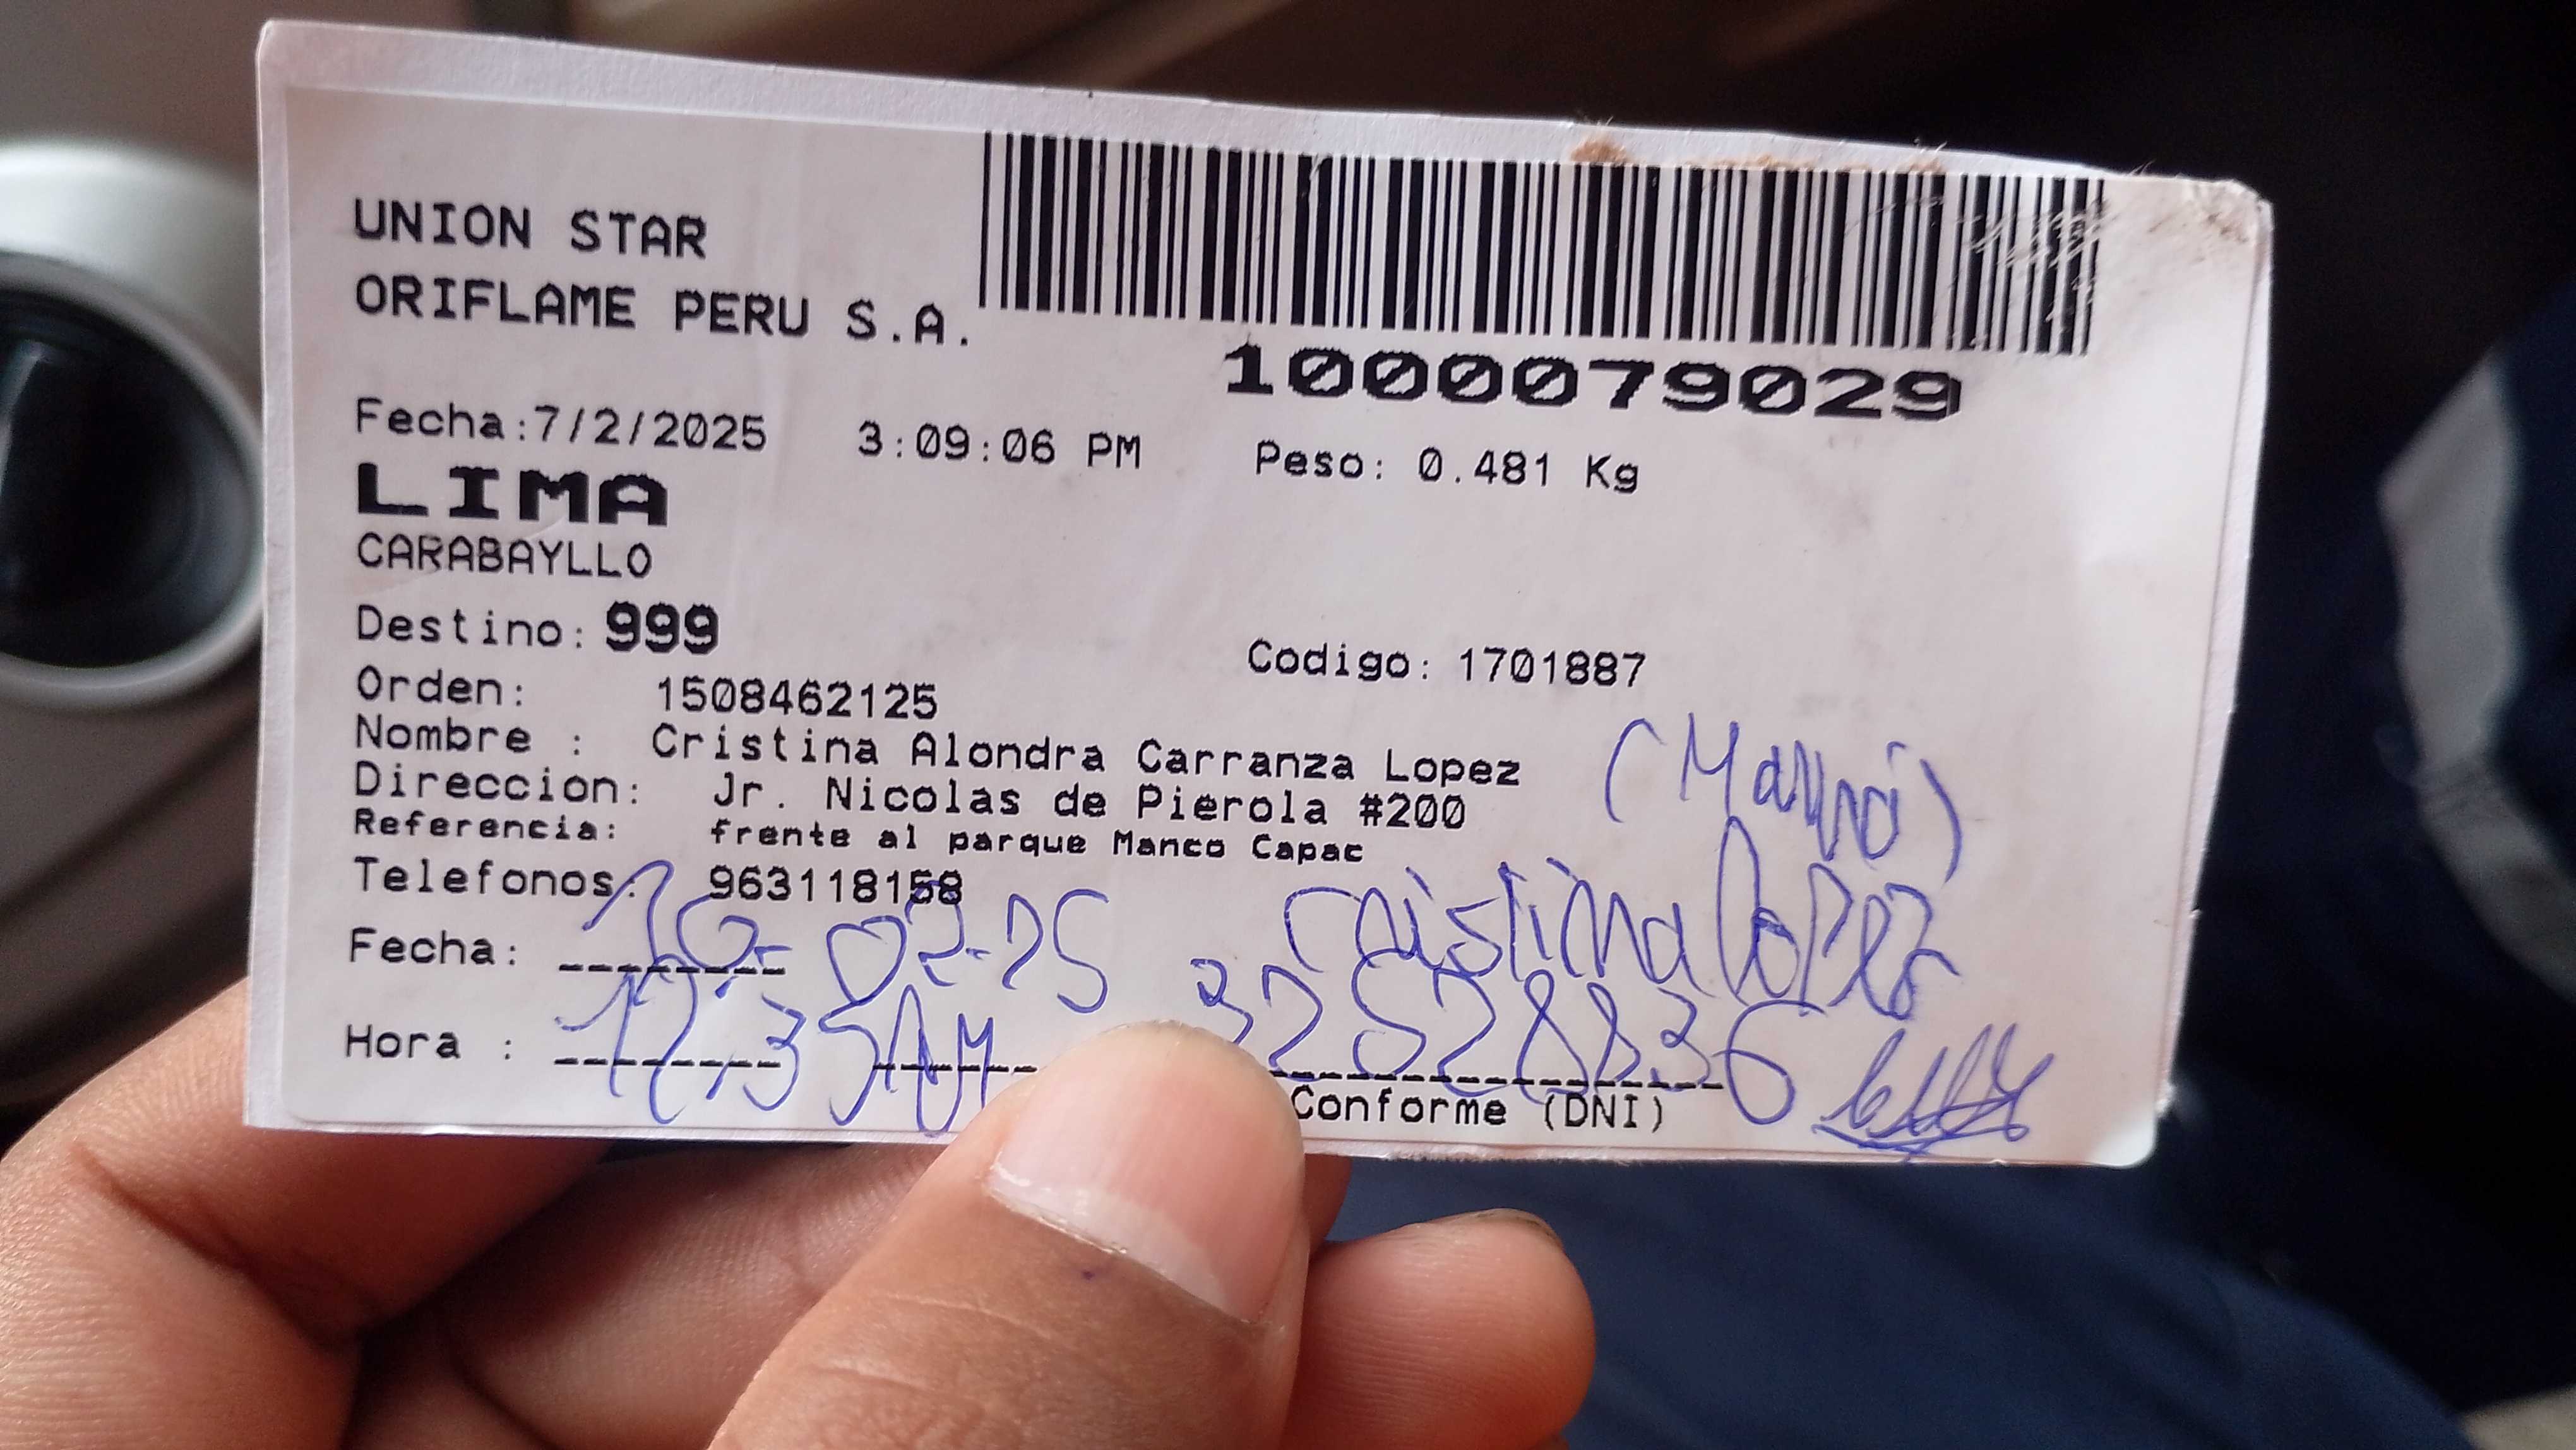 UNION STAR
ORIFLAME PERU S.A.
1000079029
Fecha:7/2/2025 3:09:06 PM Peso: 0.481 Kg
LIMA
CARABAYLLO
Destino: 999
Codigo: 1701887
Orden: 1508462125
Nombre : Cristina Alondra Carranza Lopez
(Mamá)
Direccion: Jr. Nicolas de Pierola #200
Referencia: frente al parque Manco Capac
Telefonos: 963118158
Cristina Lopez
Fecha: 10-02-25
32528836
Hora : 12:35 AM
Conforme (DNI)